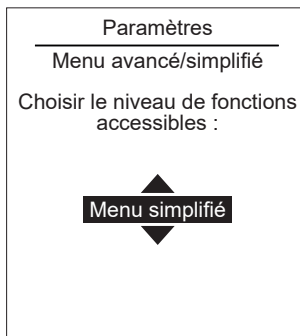 Paramètres
Menu avancé/simplifié
Choisir le niveau de fonctions
accessibles :
Menu simplifié